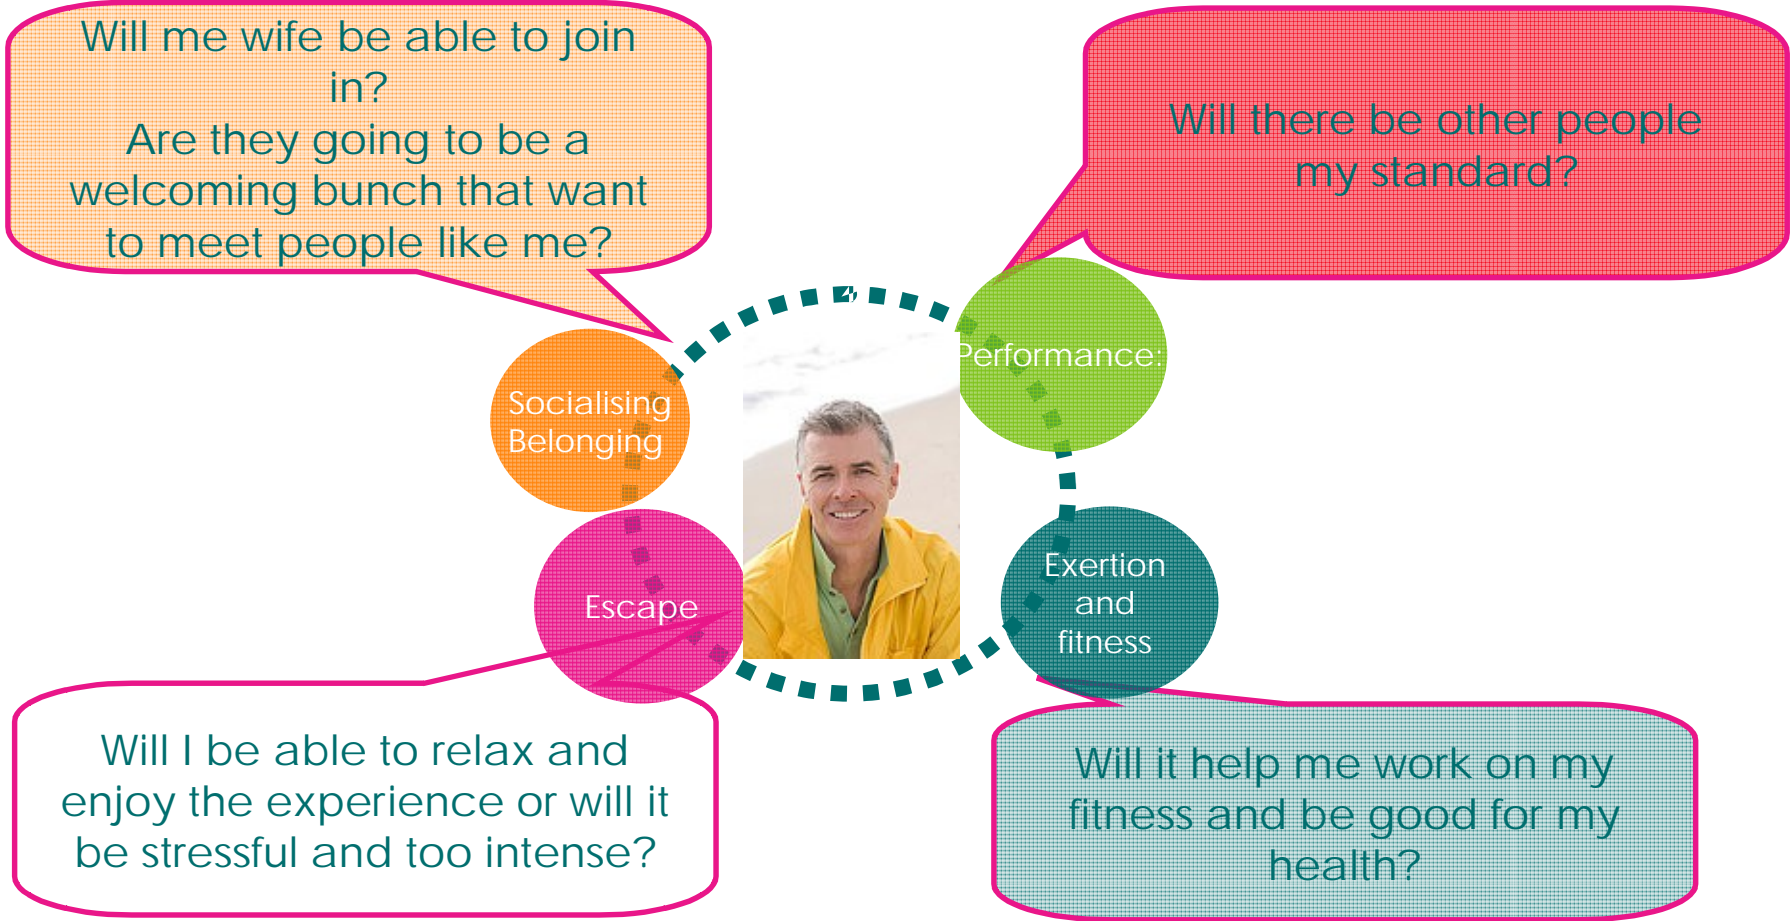 Will me wife be able to join
in?
Are they going to be a
welcoming bunch that want
to meet people like me?
Will there be other people
my standard?
Socialising
Belonging
Performance:
Escape
Exertion
and
fitness
Will I be able to relax and
enjoy the experience or will it
be stressful and too intense?
Will it help me work on my
fitness and be good for my
health?